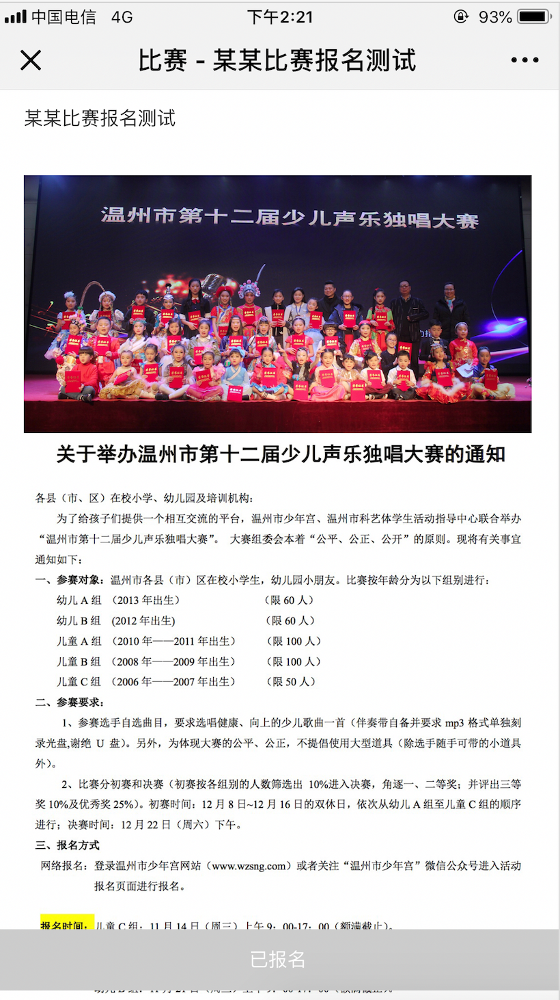 中国电信 4G 下午2:21 93%
比赛 - 某某比赛报名测试
某某比赛报名测试
温州市第十二届少儿声乐独唱大赛
关于举办温州市第十二届少儿声乐独唱大赛的通知
各县（市、区）在校小学、幼儿园及培训机构：
为了给孩子们提供一个相互交流的平台，温州市少年宫、温州市科艺体学生活动指导中心联合举办
“温州市第十二届少儿声乐独唱大赛”。 大赛组委会本着“公平、公正、公开”的原则。现将有关事宜
通知如下：
一、参赛对象：温州市各县（市）区在校小学生，幼儿园小朋友。比赛按年龄分为以下组别进行：
幼儿 A 组 （2013 年出生） （限 60 人）
幼儿 B 组 (2012 年出生) （限 60 人）
儿童 A 组 （2010 年——2011 年出生） （限 100 人）
儿童 B 组 （2008 年——2009 年出生） （限 100 人）
儿童 C 组 （2006 年——2007 年出生） （限 50 人）
二、参赛要求：
1、参赛选手自选曲目，要求选唱健康、向上的少儿歌曲一首（伴奏带自备并要求 mp3 格式单独刻
录光盘,谢绝 U 盘）。另外，为体现大赛的公平、公正，不提倡使用大型道具（除选手随手可带的小道具
外）。
2、比赛分初赛和决赛（初赛按各组别的人数筛选出 10%进入决赛，角逐一、二等奖；并评出三等
奖 10%及优秀奖 25%）。初赛时间：12 月 8 日~12 月 16 日的双休日，依次从幼儿 A 组至儿童 C 组的顺序
进行；决赛时间：12 月 22 日（周六）下午。
三、报名方式
网络报名：登录温州市少年宫网站（www.wzsng.com）或者关注“温州市少年宫”微信公众号进入活动
报名页面进行报名。
报名时间：儿童 C 组：11 月 14 日（周三）上午 9：00-17：00（额满截止）。
已报名